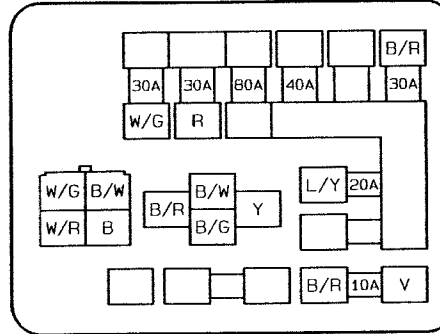 B/R
30A 30A 80A 40A 30A
W/G R
L/Y 20A
W/G B/W
W/R B
B/R B/W Y
B/G
B/R 10A V